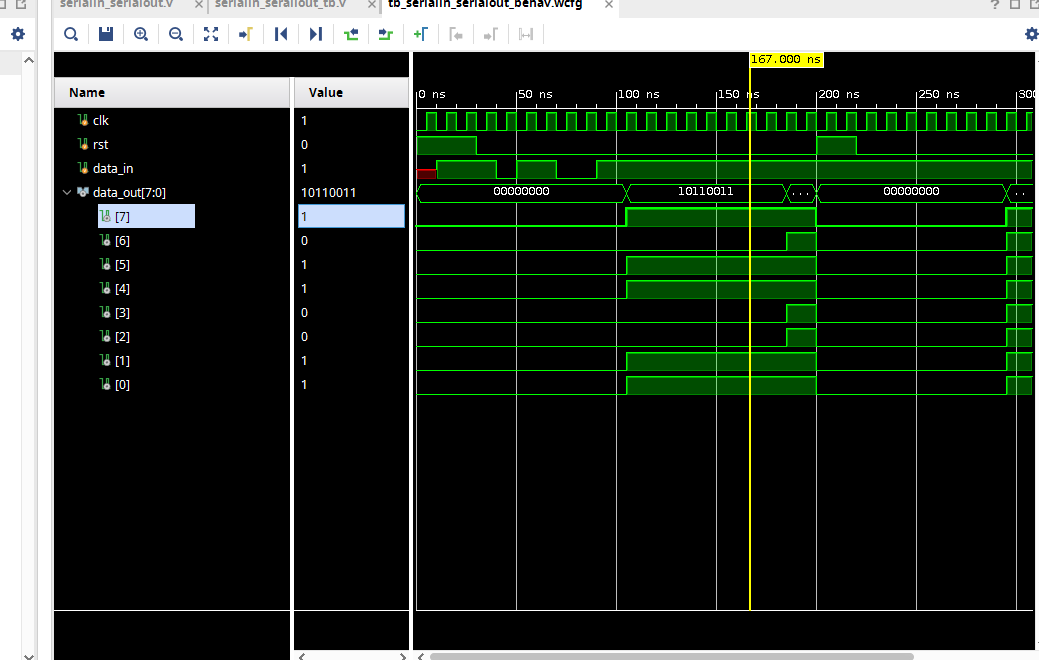 serialin_serialout.v × serialin_serialout_tb.v × tb_serialin_serialout_behav.wcfg × ?
167.000 ns
Name Value 0 ns 50 ns 100 ns 150 ns 200 ns 250 ns 300
clk 1
rst 0
data_in 1
data_out[7:0] 10110011 00000000 10110011 ... 00000000 ..
[7] 1
[6] 0
[5] 1
[4] 1
[3] 0
[2] 0
[1] 1
[0] 1